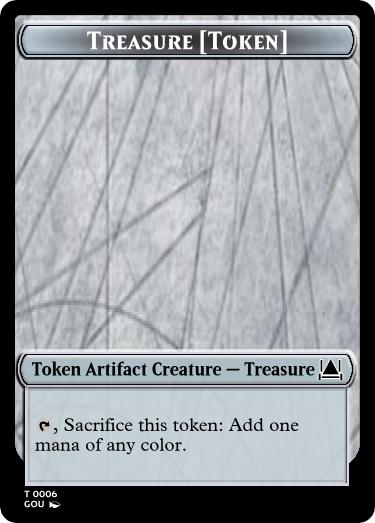 Treasure [Token]
Token Artifact Creature — Treasure
, Sacrifice this token: Add one
mana of any color.
T 0006
GOU